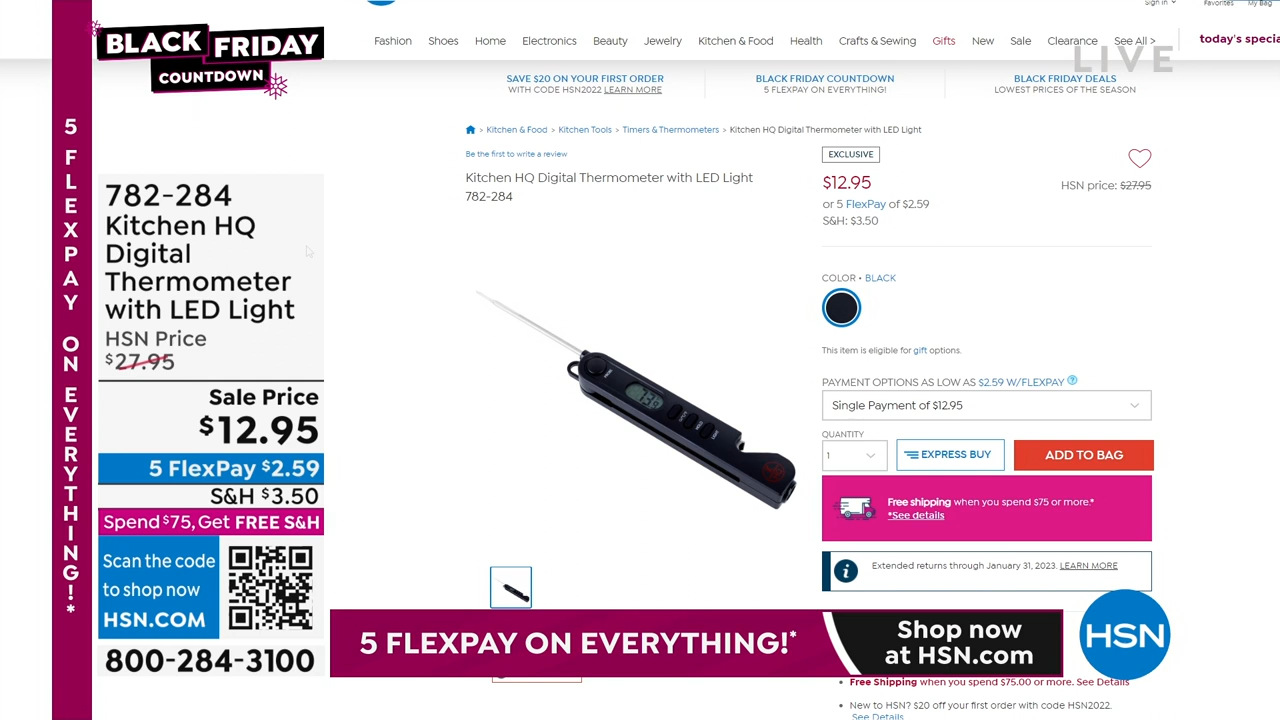 Sign in
Favorites
My Bag
BLACK FRIDAY
COUNTDOWN
Fashion
Shoes
Home
Electronics
Beauty
Jewelry
Kitchen & Food
Health
Crafts & Sewing
Gifts
New
Sale
Clearance
See All >
LIVE
SAVE $20 ON YOUR FIRST ORDER
WITH CODE HSN2022 LEARN MORE
BLACK FRIDAY COUNTDOWN
5 FLEXPAY ON EVERYTHING!
BLACK FRIDAY DEALS
LOWEST PRICES OF THE SEASON
5 FLEXPAY ON EVERYTHING!*
782-284
Kitchen HQ
Digital
Thermometer
with LED Light
HSN Price
$27.95
Sale Price
$12.95
5 FlexPay $2.59
S&H $3.50
Spend $75, Get FREE S&H
Scan the code
to shop now
HSN.COM
800-284-3100
> Kitchen & Food > Kitchen Tools > Timers & Thermometers > Kitchen HQ Digital Thermometer with LED Light
Be the first to write a review
Kitchen HQ Digital Thermometer with LED Light
782-284
EXCLUSIVE
$12.95
HSN price: $27.95
or 5 FlexPay of $2.59
S&H: $3.50
COLOR • BLACK
This item is eligible for gift options.
PAYMENT OPTIONS AS LOW AS $2.59 W/FLEXPAY ?
Single Payment of $12.95
QUANTITY
1
EXPRESS BUY
ADD TO BAG
Free shipping when you spend $75 or more.*
*See details
Extended returns through January 31, 2023. LEARN MORE
5 FLEXPAY ON EVERYTHING!*
Shop now
at HSN.com
HSN
• Free Shipping when you spend $75.00 or more. See Details
• New to HSN? $20 off your first order with code HSN2022.
See Details